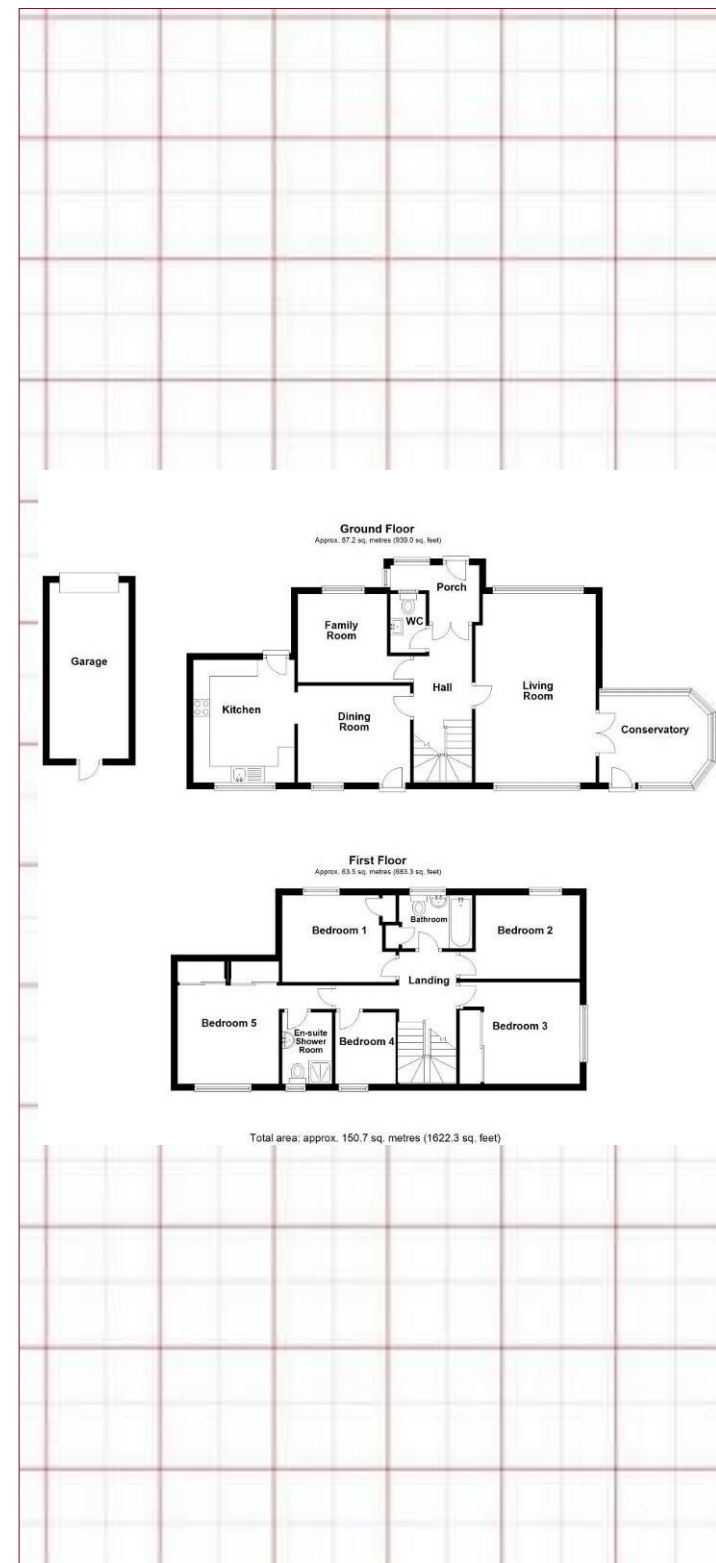 Ground Floor
Approx. 87.2 sq. metres (939.0 sq. feet)
Porch
Family
Room
WC
Garage
Kitchen
Dining
Room
Hall
Living
Room
Conservatory
First Floor
Approx. 63.5 sq. metres (683.3 sq. feet)
Bedroom 1
Bathroom
Bedroom 2
Landing
Bedroom 5
En-suite
Shower
Room
Bedroom 4
Bedroom 3
Total area: approx. 150.7 sq. metres (1622.3 sq. feet)